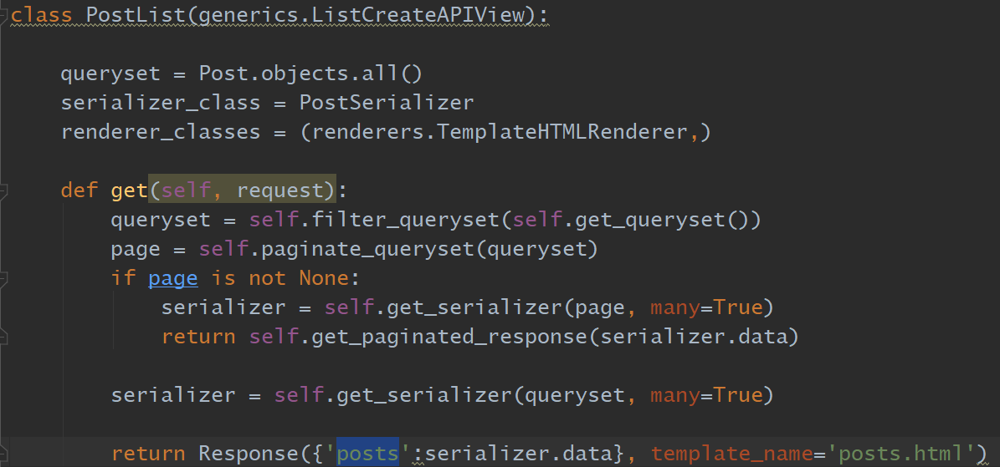 class PostList(generics.ListCreateAPIView):
queryset = Post.objects.all()
serializer_class = PostSerializer
renderer_classes = (renderers.TemplateHTMLRenderer,)
def get(self, request):
queryset = self.filter_queryset(self.get_queryset())
page = self.paginate_queryset(queryset)
if page is not None:
serializer = self.get_serializer(page, many=True)
return self.get_paginated_response(serializer.data)
serializer = self.get_serializer(queryset, many=True)
return Response({'posts':serializer.data}, template_name='posts.html')